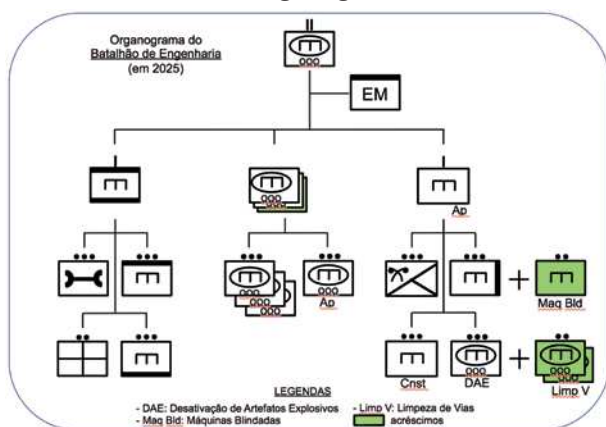 Organograma do
Batalhão de Engenharia
(em 2025)
EM
Ap
Ap
Maq Bld
Cnst
DAE
Limp V
LEGENDAS
- DAE: Desativação de Artefatos Explosivos
- Limp V: Limpeza de Vias
- Maq Bld: Máquinas Blindadas
acréscimos